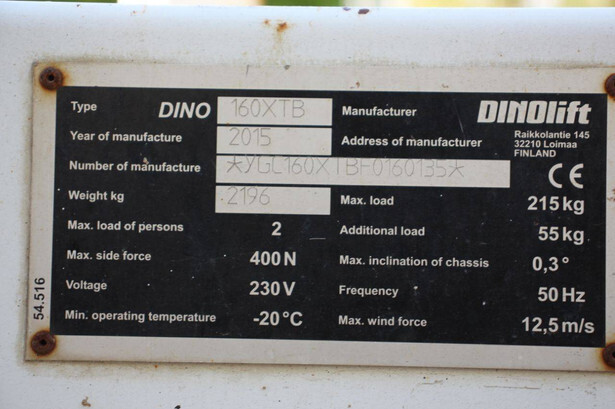 Type DINO 160XTB Manufacturer DINOlift
Year of manufacture 2015 Address of manufacturer Raikkolantie 145
32210 Loimaa
FINLAND
Number of manufacture *YGL160XTBF0160135* CE
Weight kg 2196 Max. load 215 kg
Max. load of persons 2 Additional load 55 kg
Max. side force 400 N Max. inclination of chassis 0,3°
Voltage 230 V Frequency 50 Hz
Min. operating temperature -20 °C Max. wind force 12,5 m/s
54.516